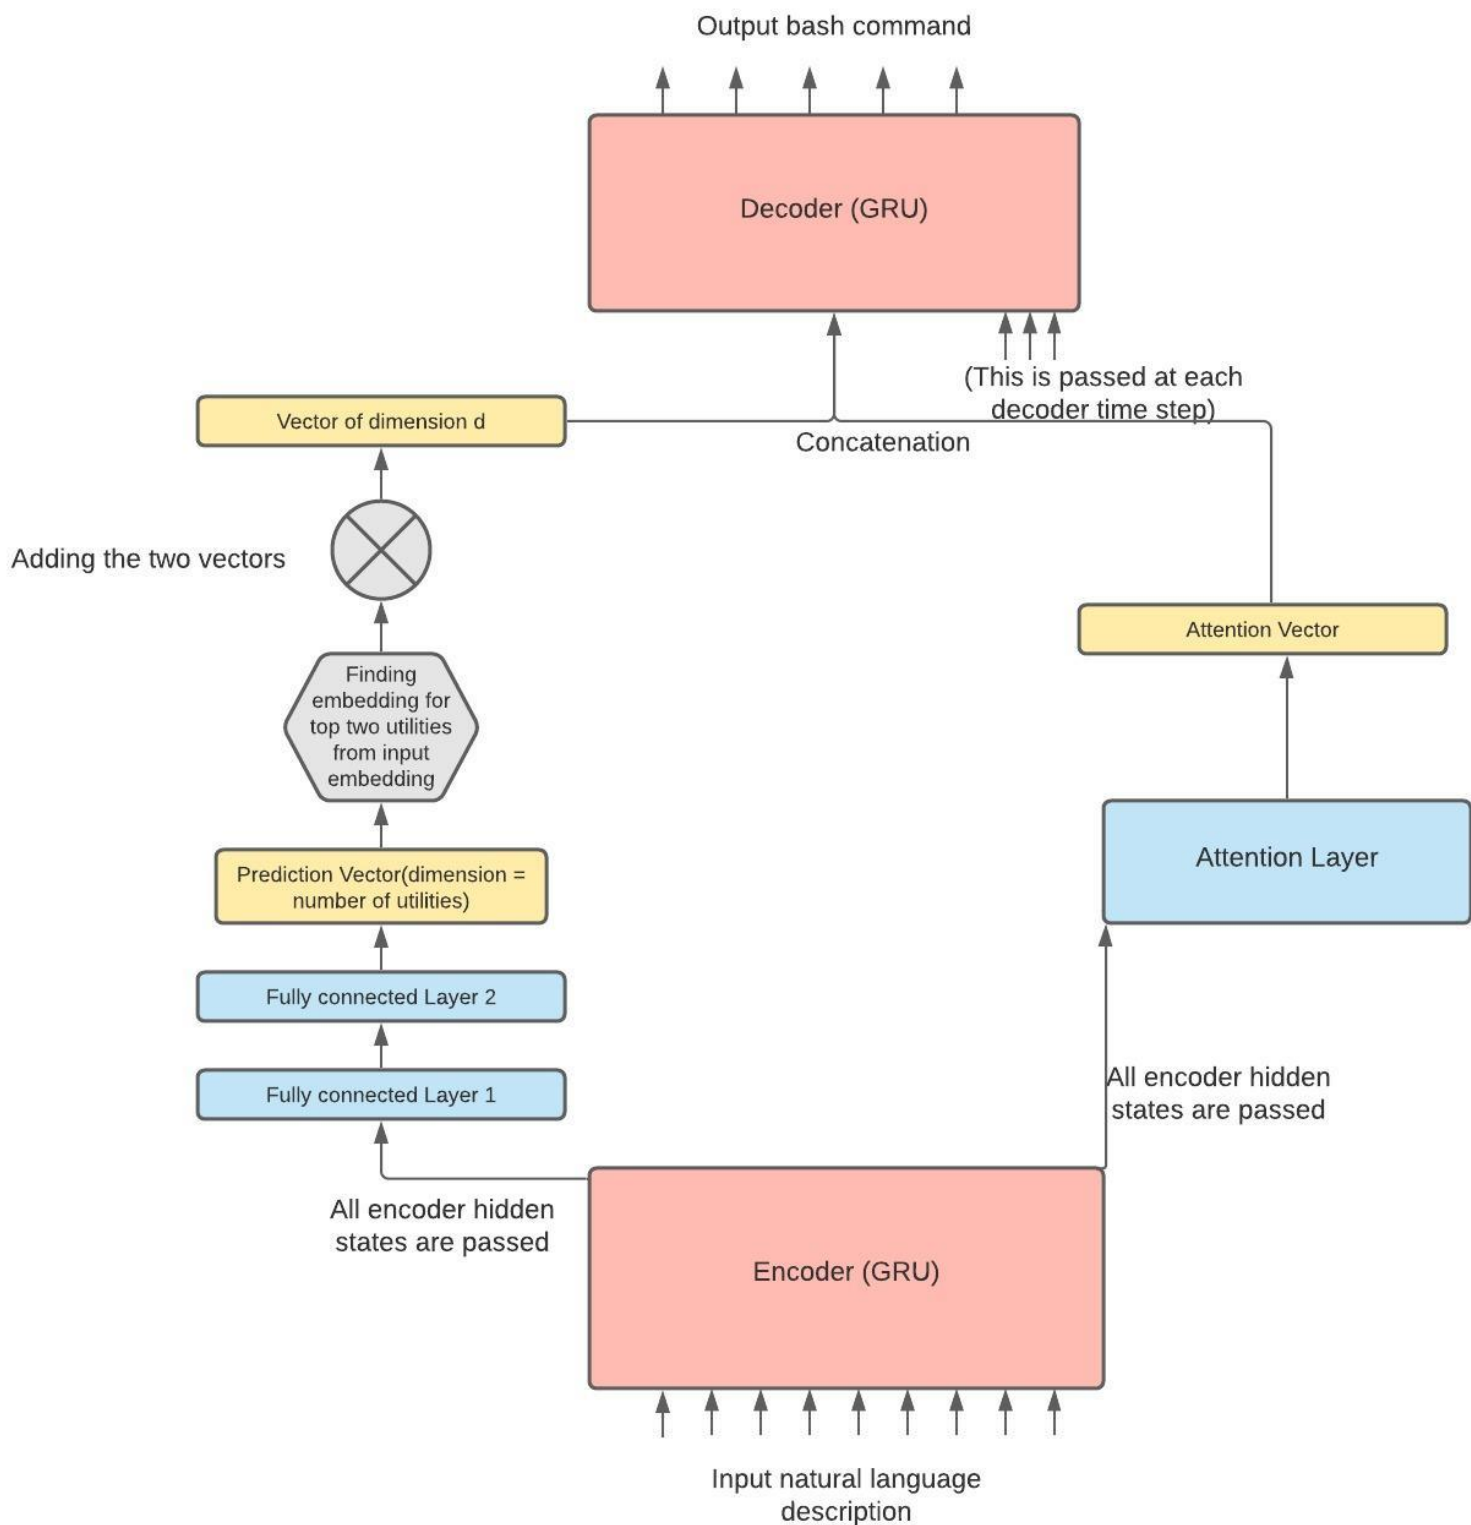 Output bash command
Decoder (GRU)
(This is passed at each
decoder time step)
Vector of dimension d
Concatenation
Adding the two vectors
Attention Vector
Finding
embedding for
top two utilities
from input
embedding
Attention Layer
Prediction Vector(dimension =
number of utilities)
Fully connected Layer 2
Fully connected Layer 1
All encoder hidden
states are passed
All encoder hidden
states are passed
Encoder (GRU)
Input natural language
description